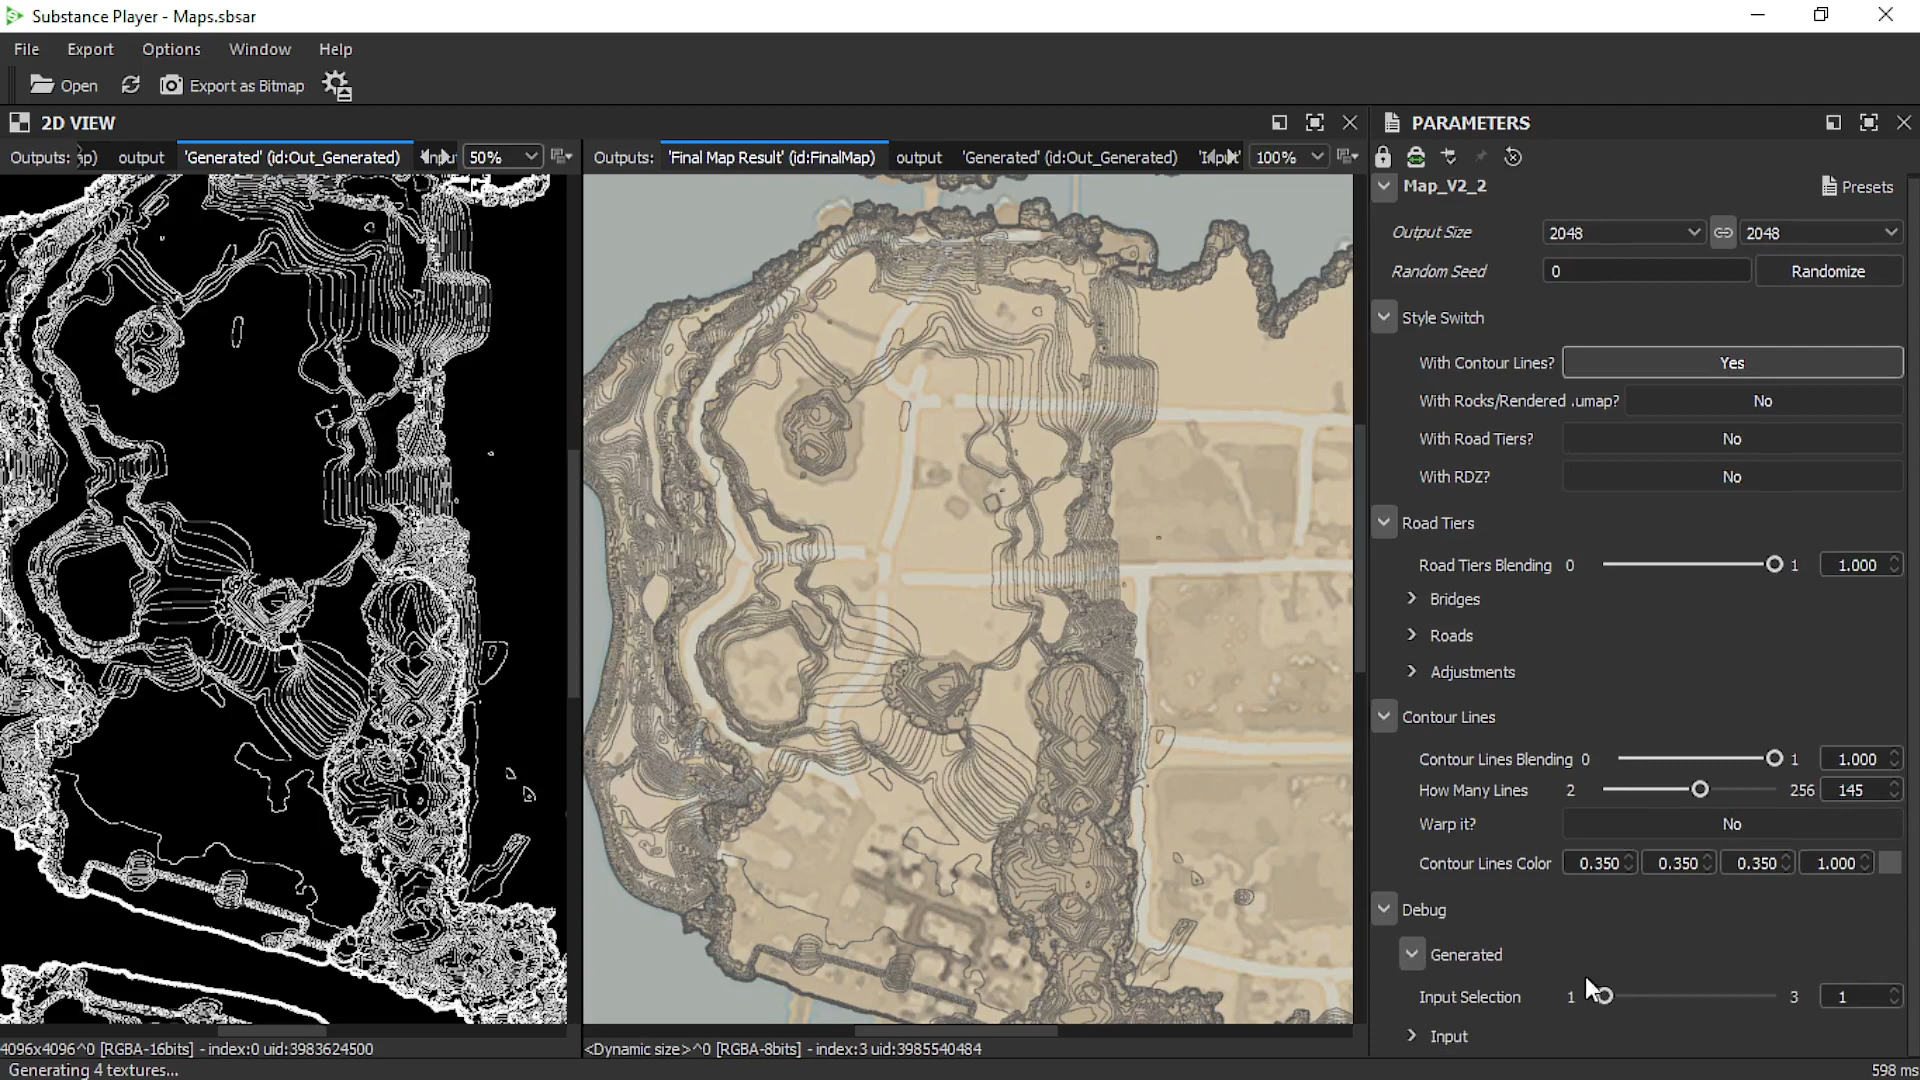 Substance Player - Maps.sbsar
File Export Options Window Help
Open Export as Bitmap
2D VIEW
Outputs: output 'Generated' (id:Out_Generated) 50%
Outputs: 'Final Map Result' (id:FinalMap) output 'Generated' (id:Out_Generated) 100%
4096x4096^0 [RGBA-16bits] - index:0 uid:3983624500
<Dynamic size>^0 [RGBA-8bits] - index:3 uid:3985540484
PARAMETERS
Map_V2_2 Presets
Output Size 2048 2048
Random Seed 0 Randomize
Style Switch
With Contour Lines? Yes
With Rocks/Rendered .umap? No
With Road Tiers? No
With RDZ? No
Road Tiers
Road Tiers Blending 0 1 1.000
Bridges
Roads
Adjustments
Contour Lines
Contour Lines Blending 0 1 1.000
How Many Lines 2 256 145
Warp it? No
Contour Lines Color 0.350 0.350 0.350 1.000
Debug
Generated
Input Selection 1 3 1
Input
Generating 4 textures... 598 ms